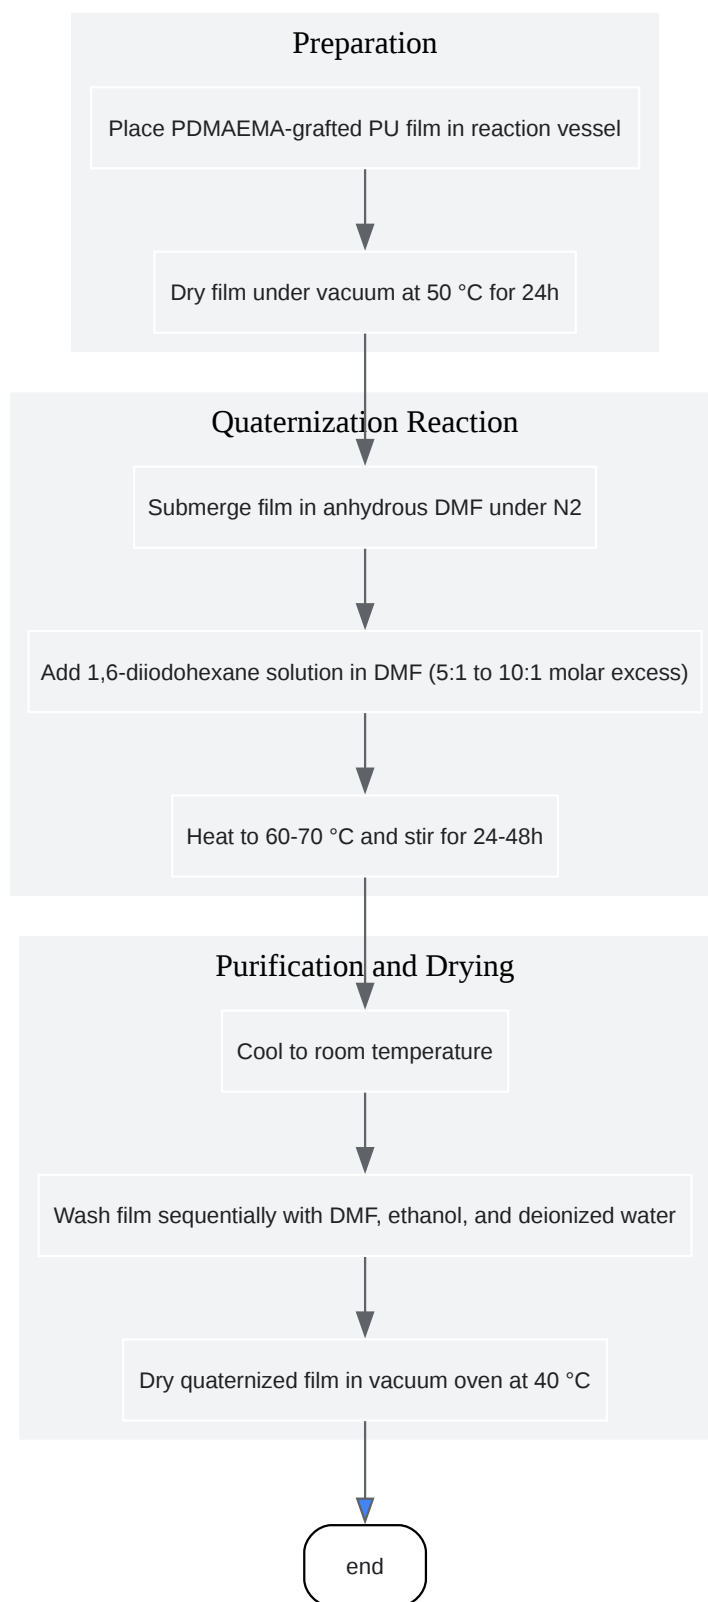 Preparation
Place PDMAEMA-grafted PU film in reaction vessel
Dry film under vacuum at 50 °C for 24h
Quaternization Reaction
Submerge film in anhydrous DMF under N2
Add 1,6-diiodohexane solution in DMF (5:1 to 10:1 molar excess)
Heat to 60-70 °C and stir for 24-48h
Purification and Drying
Cool to room temperature
Wash film sequentially with DMF, ethanol, and deionized water
Dry quaternized film in vacuum oven at 40 °C
end